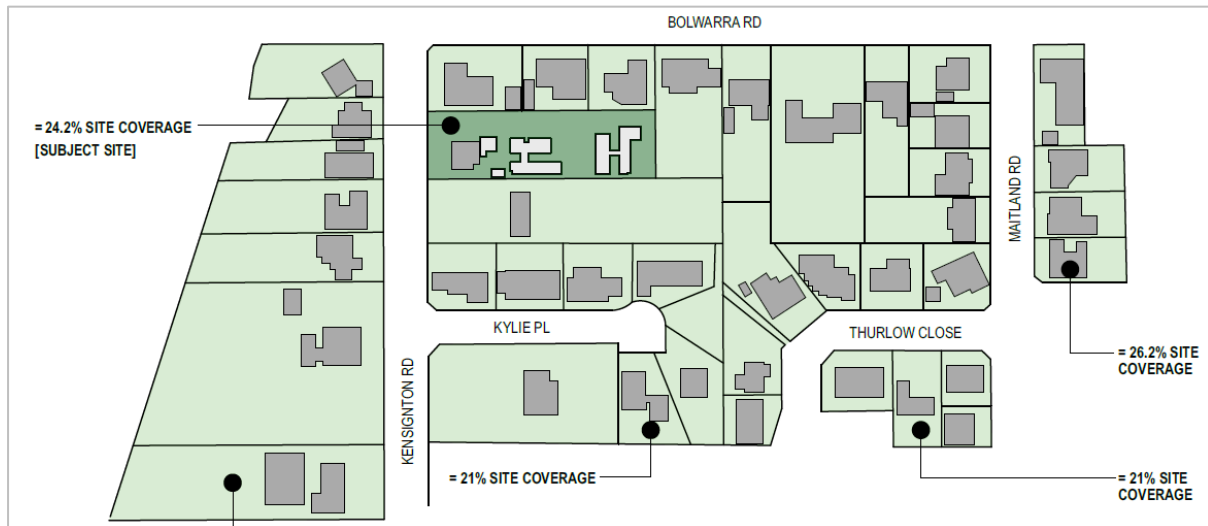 BOLWARRA RD
= 24.2% SITE COVERAGE
[SUBJECT SITE]
MAITLAND RD
KYLIE PL
THURLOW CLOSE
KENSIGNTON RD
= 26.2% SITE
COVERAGE
= 21% SITE COVERAGE
= 21% SITE
COVERAGE